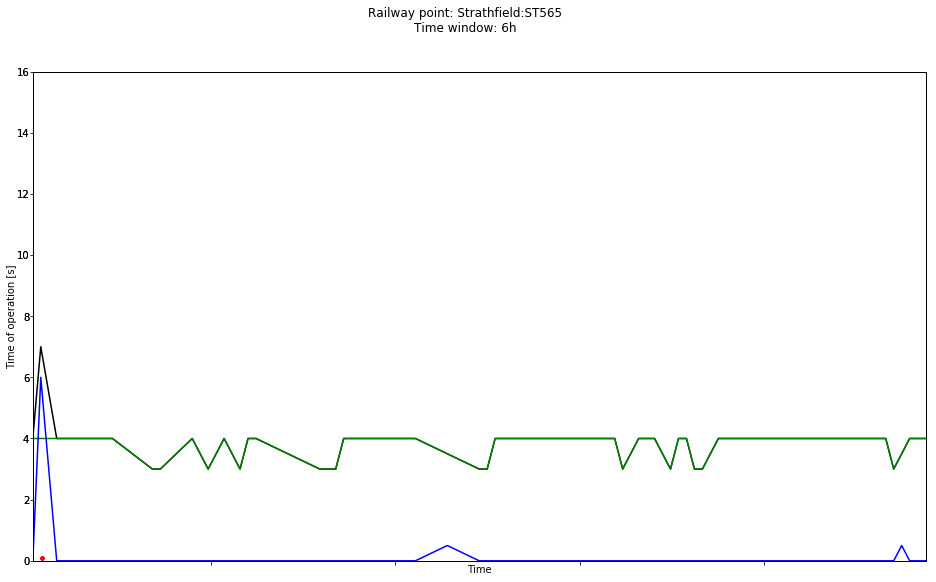 Railway point: Strathfield:ST565
Time window: 6h
16
14
12
10
8
6
4
2
0
Time of operation [s]
Time